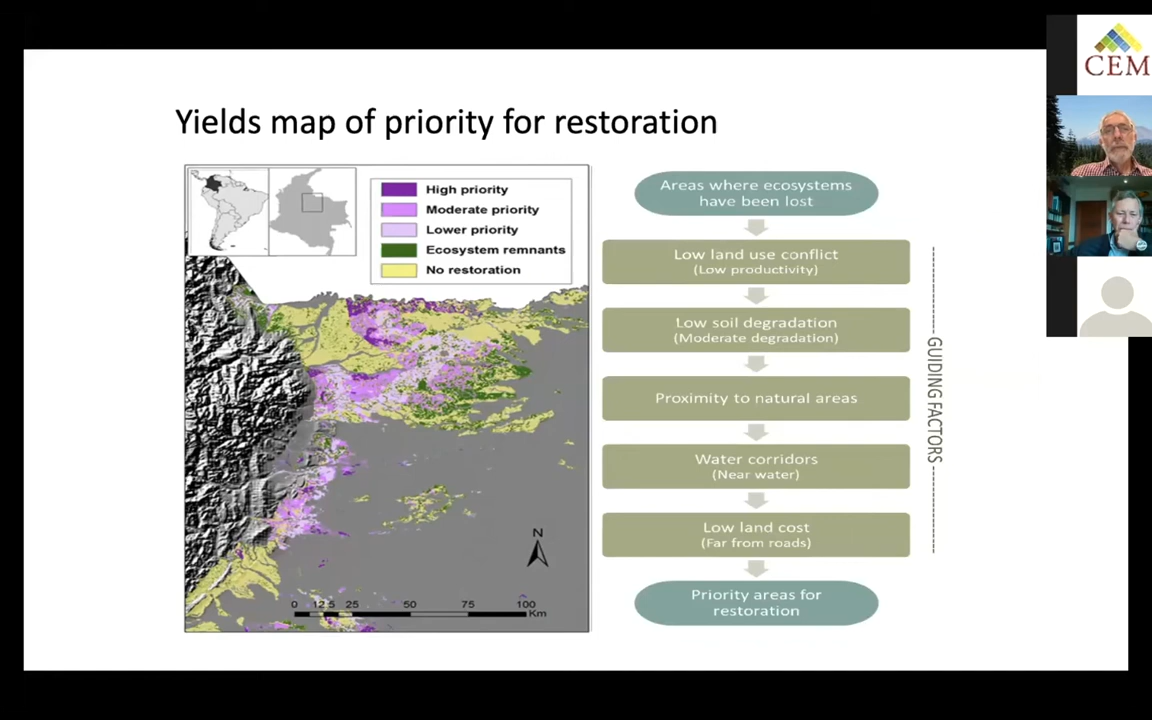 Yields map of priority for restoration
High priority
Moderate priority
Lower priority
Ecosystem remnants
No restoration
N
0 12.5 25 50 75 100
Km
Areas where ecosystems
have been lost
Low land use conflict
(Low productivity)
Low soil degradation
(Moderate degradation)
Proximity to natural areas
Water corridors
(Near water)
Low land cost
(Far from roads)
Priority areas for
restoration
GUIDING FACTORS
CEM